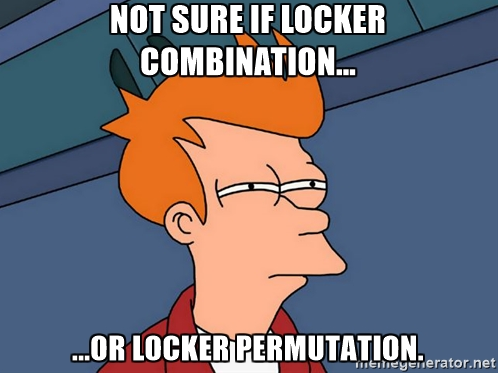 NOT SURE IF LOCKER
COMBINATION...
...OR LOCKER PERMUTATION.
memegenerator.net